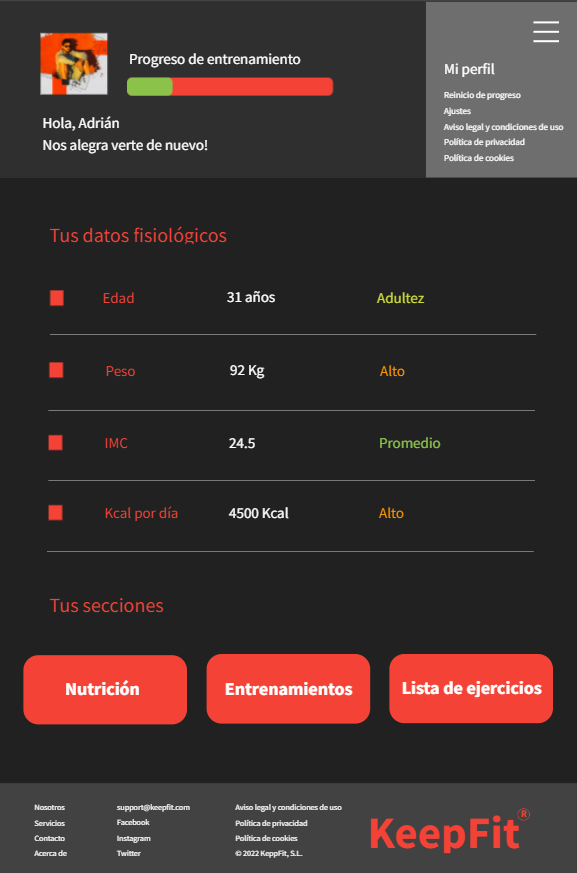 Progreso de entrenamiento
Hola, Adrián
Nos alegra verte de nuevo!
Mi perfil
Reinicio de progreso
Ajustes
Aviso legal y condiciones de uso
Política de privacidad
Política de cookies
Tus datos fisiológicos
Edad 31 años Adultez
Peso 92 Kg Alto
IMC 24.5 Promedio
Kcal por día 4500 Kcal Alto
Tus secciones
Nutrición Entrenamientos Lista de ejercicios
Nosotros support@keepfit.com Aviso legal y condiciones de uso
Servicios Facebook Política de privacidad
Contacto Instagram Política de cookies
Acerca de Twitter © 2022 KeppFit, S.L.
KeepFit®